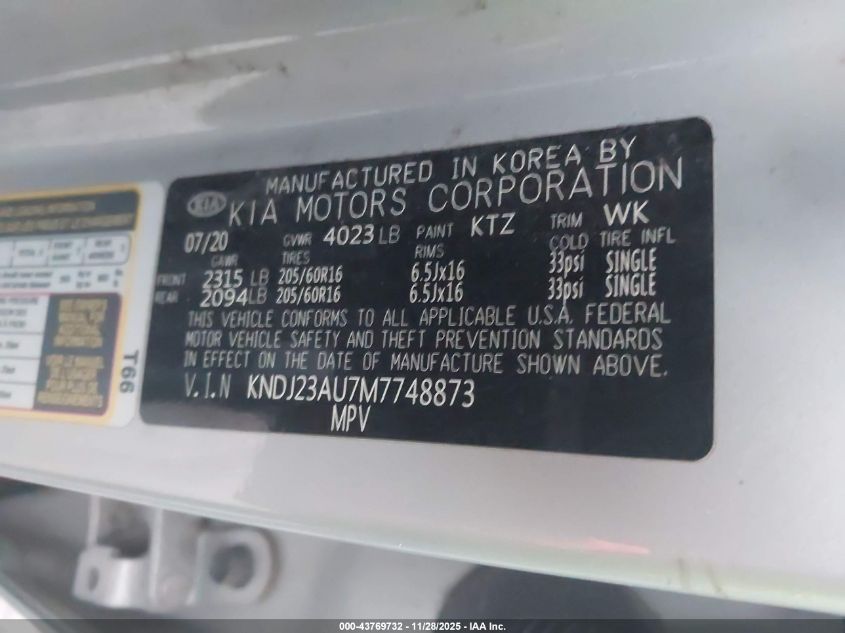 MANUFACTURED IN KOREA BY
KIA KIA MOTORS CORPORATION
07/20 GVWR 4023 LB PAINT KTZ TRIM WK
GAWR TIRES RIMS COLD TIRE INFL
FRONT 2315 LB 205/60R16 6.5Jx16 33psi SINGLE
REAR 2094 LB 205/60R16 6.5Jx16 33psi SINGLE
THIS VEHICLE CONFORMS TO ALL APPLICABLE U.S.A. FEDERAL
MOTOR VEHICLE SAFETY AND THEFT PREVENTION STANDARDS
IN EFFECT ON THE DATE OF MANUFACTURE SHOWN ABOVE.
V.I.N KNDJ23AU7M7748873
MPV
T66
000-43769732 - 11/28/2025 - IAA Inc.